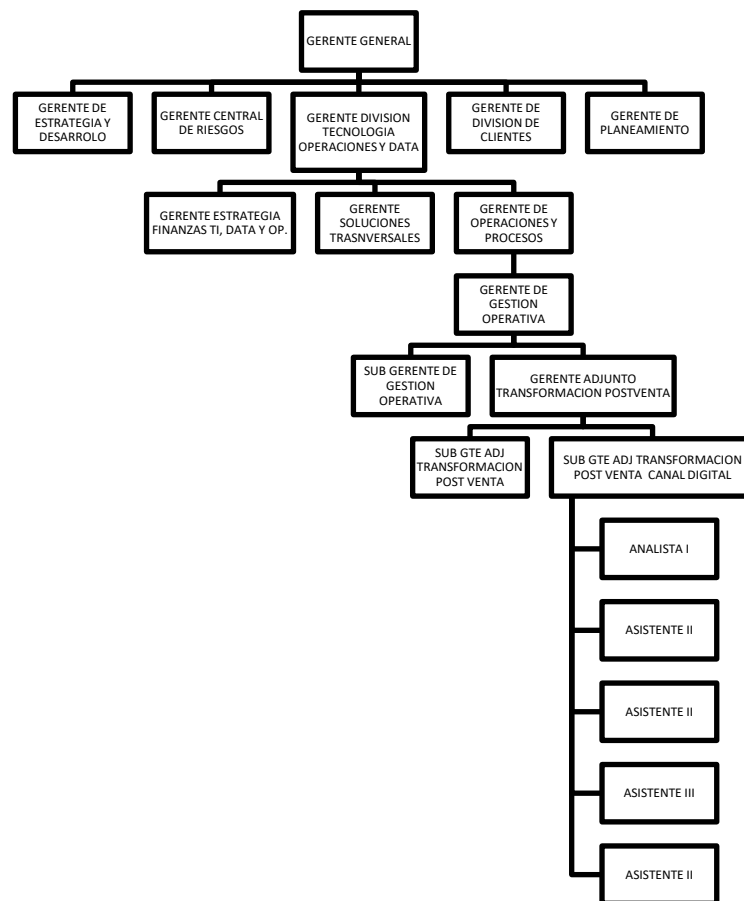 GERENTE GENERAL
GERENTE DE
ESTRATEGIA Y
DESARROLO
GERENTE CENTRAL
DE RIESGOS
GERENTE DIVISION
TECNOLOGIA
OPERACIONES Y DATA
GERENTE DE
DIVISION DE
CLIENTES
GERENTE DE
PLANEAMIENTO
GERENTE ESTRATEGIA
FINANZAS TI, DATA Y OP.
GERENTE
SOLUCIONES
TRASNVERSALES
GERENTE DE
OPERACIONES Y
PROCESOS
GERENTE DE
GESTION
OPERATIVA
SUB GERENTE DE
GESTION
OPERATIVA
GERENTE ADJUNTO
TRANSFORMACION POSTVENTA
SUB GTE ADJ
TRANSFORMACION
POST VENTA
SUB GTE ADJ TRANSFORMACION
POST VENTA CANAL DIGITAL
ANALISTA I
ASISTENTE II
ASISTENTE II
ASISTENTE III
ASISTENTE II